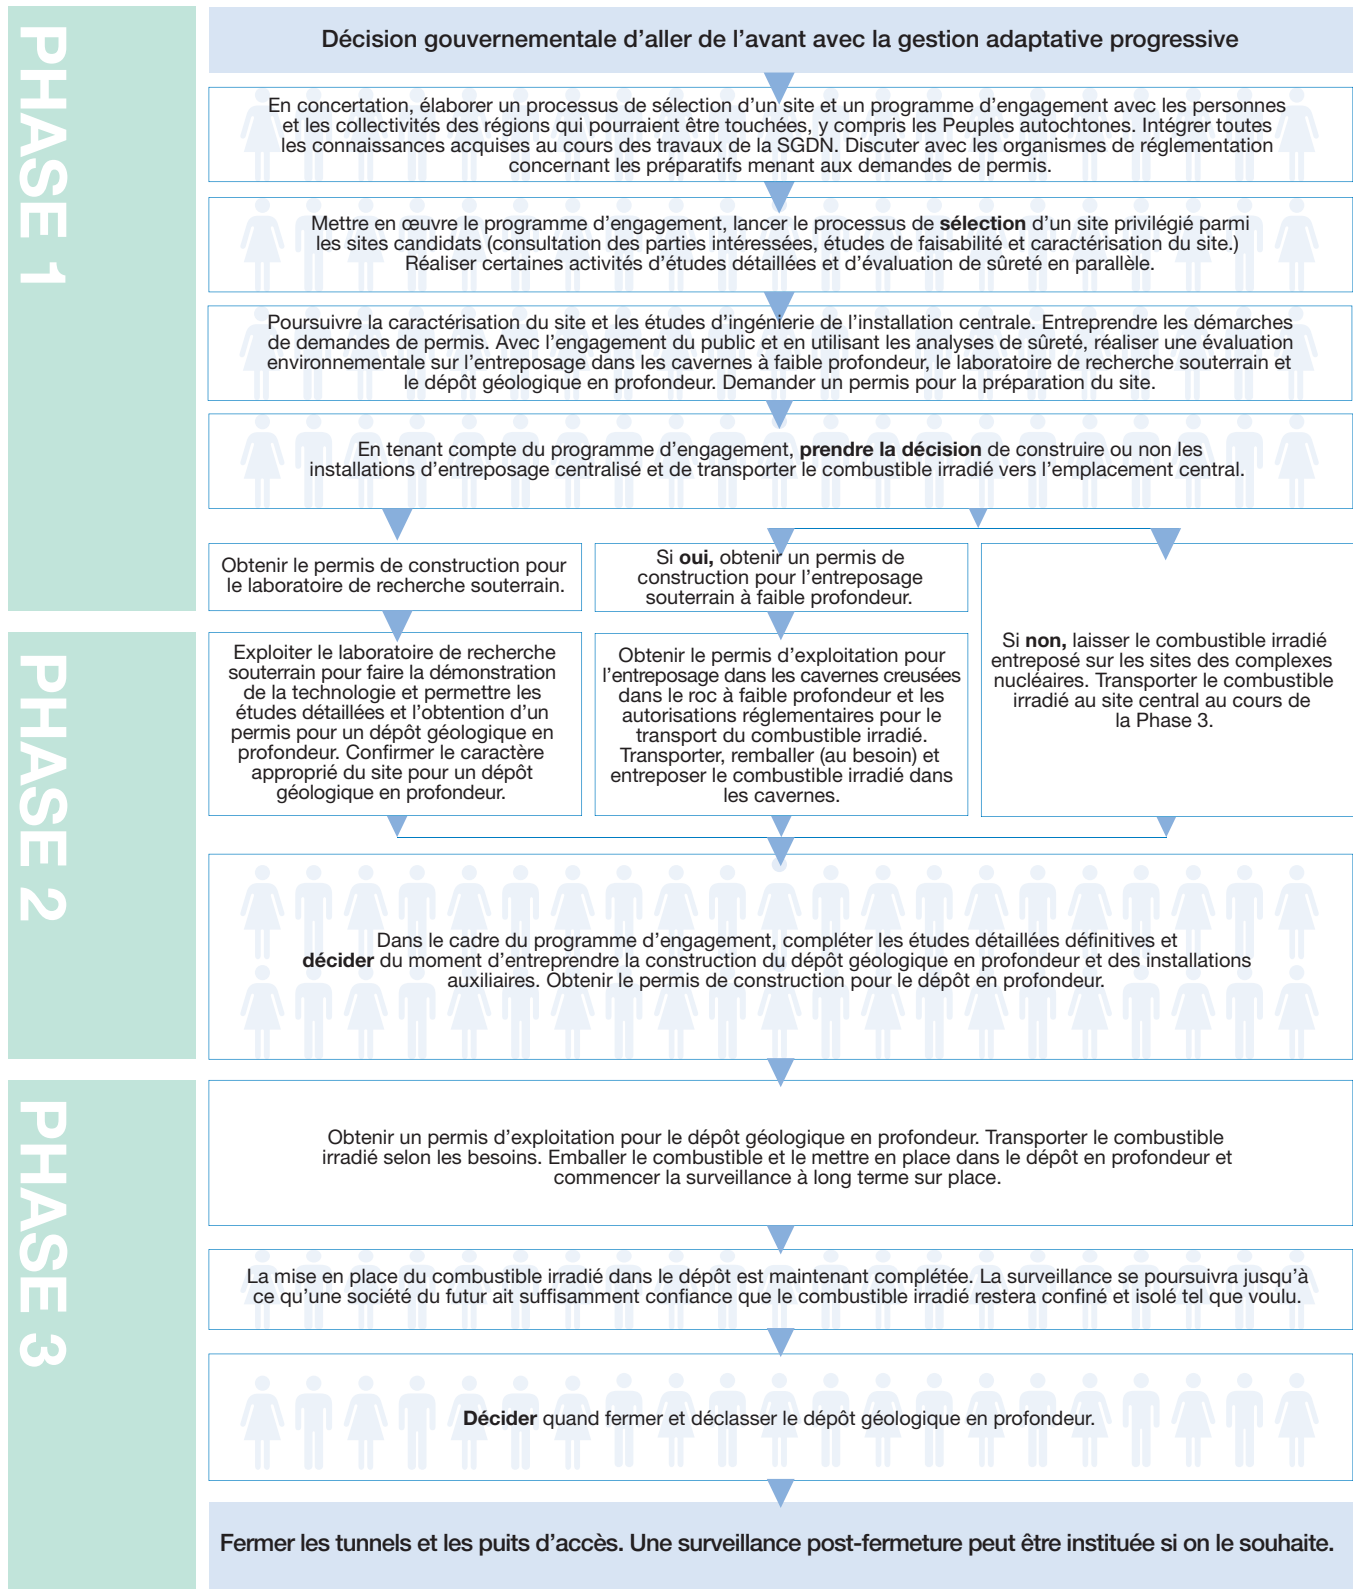 PHASE 1
Décision gouvernementale d’aller de l’avant avec la gestion adaptative progressive
En concertation, élaborer un processus de sélection d’un site et un programme d’engagement avec les personnes
et les collectivités des régions qui pourraient être touchées, y compris les Peuples autochtones. Intégrer toutes
les connaissances acquises au cours des travaux de la SGDN. Discuter avec les organismes de réglementation
concernant les préparatifs menant aux demandes de permis.
Mettre en œuvre le programme d’engagement, lancer le processus de sélection d’un site privilégié parmi
les sites candidats (consultation des parties intéressées, études de faisabilité et caractérisation du site.)
Réaliser certaines activités d’études détaillées et d’évaluation de sûreté en parallèle.
Poursuivre la caractérisation du site et les études d’ingénierie de l’installation centrale. Entreprendre les démarches
de demandes de permis. Avec l’engagement du public et en utilisant les analyses de sûreté, réaliser une évaluation
environnementale sur l’entreposage dans les cavernes à faible profondeur, le laboratoire de recherche souterrain et
le dépôt géologique en profondeur. Demander un permis pour la préparation du site.
En tenant compte du programme d’engagement, prendre la décision de construire ou non les
installations d’entreposage centralisé et de transporter le combustible irradié vers l’emplacement central.
Obtenir le permis de construction pour
le laboratoire de recherche souterrain.
Si oui, obtenir un permis de
construction pour l’entreposage
souterrain à faible profondeur.
Si non, laisser le combustible irradié
entreposé sur les sites des complexes
nucléaires. Transporter le combustible
irradié au site central au cours de
la Phase 3.
PHASE 2
Exploiter le laboratoire de recherche
souterrain pour faire la démonstration
de la technologie et permettre les
études détaillées et l’obtention d’un
permis pour un dépôt géologique en
profondeur. Confirmer le caractère
approprié du site pour un dépôt
géologique en profondeur.
Obtenir le permis d’exploitation pour
l’entreposage dans les cavernes creusées
dans le roc à faible profondeur et les
autorisations réglementaires pour le
transport du combustible irradié.
Transporter, remballer (au besoin) et
entreposer le combustible irradié dans
les cavernes.
Dans le cadre du programme d’engagement, compléter les études détaillées définitives et
décider du moment d’entreprendre la construction du dépôt géologique en profondeur et des installations
auxiliaires. Obtenir le permis de construction pour le dépôt en profondeur.
PHASE 3
Obtenir un permis d’exploitation pour le dépôt géologique en profondeur. Transporter le combustible
irradié selon les besoins. Emballer le combustible et le mettre en place dans le dépôt en profondeur et
commencer la surveillance à long terme sur place.
La mise en place du combustible irradié dans le dépôt est maintenant complétée. La surveillance se poursuivra jusqu’à
ce qu’une société du futur ait suffisamment confiance que le combustible irradié restera confiné et isolé tel que voulu.
Décider quand fermer et déclasser le dépôt géologique en profondeur.
Fermer les tunnels et les puits d’accès. Une surveillance post-fermeture peut être instituée si on le souhaite.